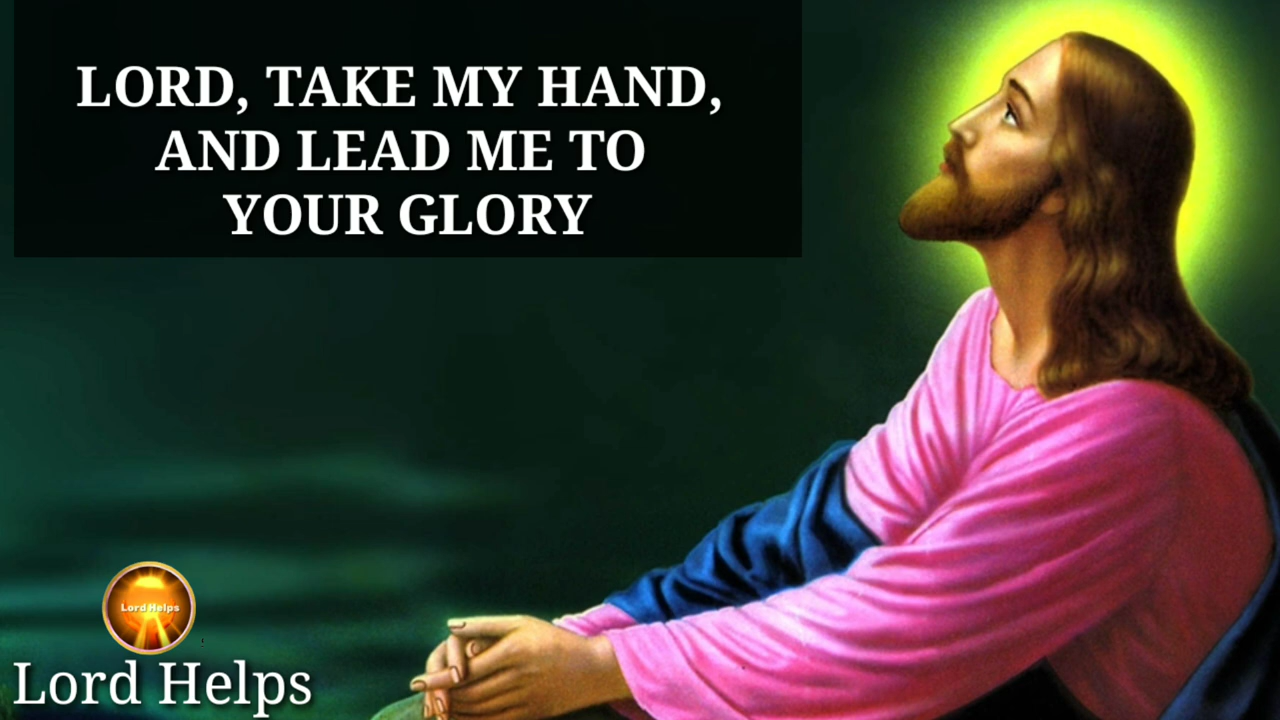 LORD, TAKE MY HAND,
AND LEAD ME TO
YOUR GLORY
Lord Helps
Lord Helps